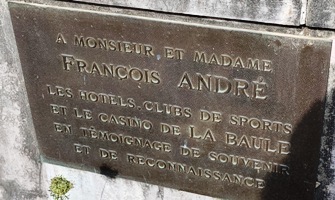 A MONSIEUR ET MADAME
FRANÇOIS ANDRÉ
LES HOTELS, CLUBS DE SPORTS
ET LE CASINO DE LA BAULE
EN TÉMOIGNAGE DE SOUVENIR
ET DE RECONNAISSANCE